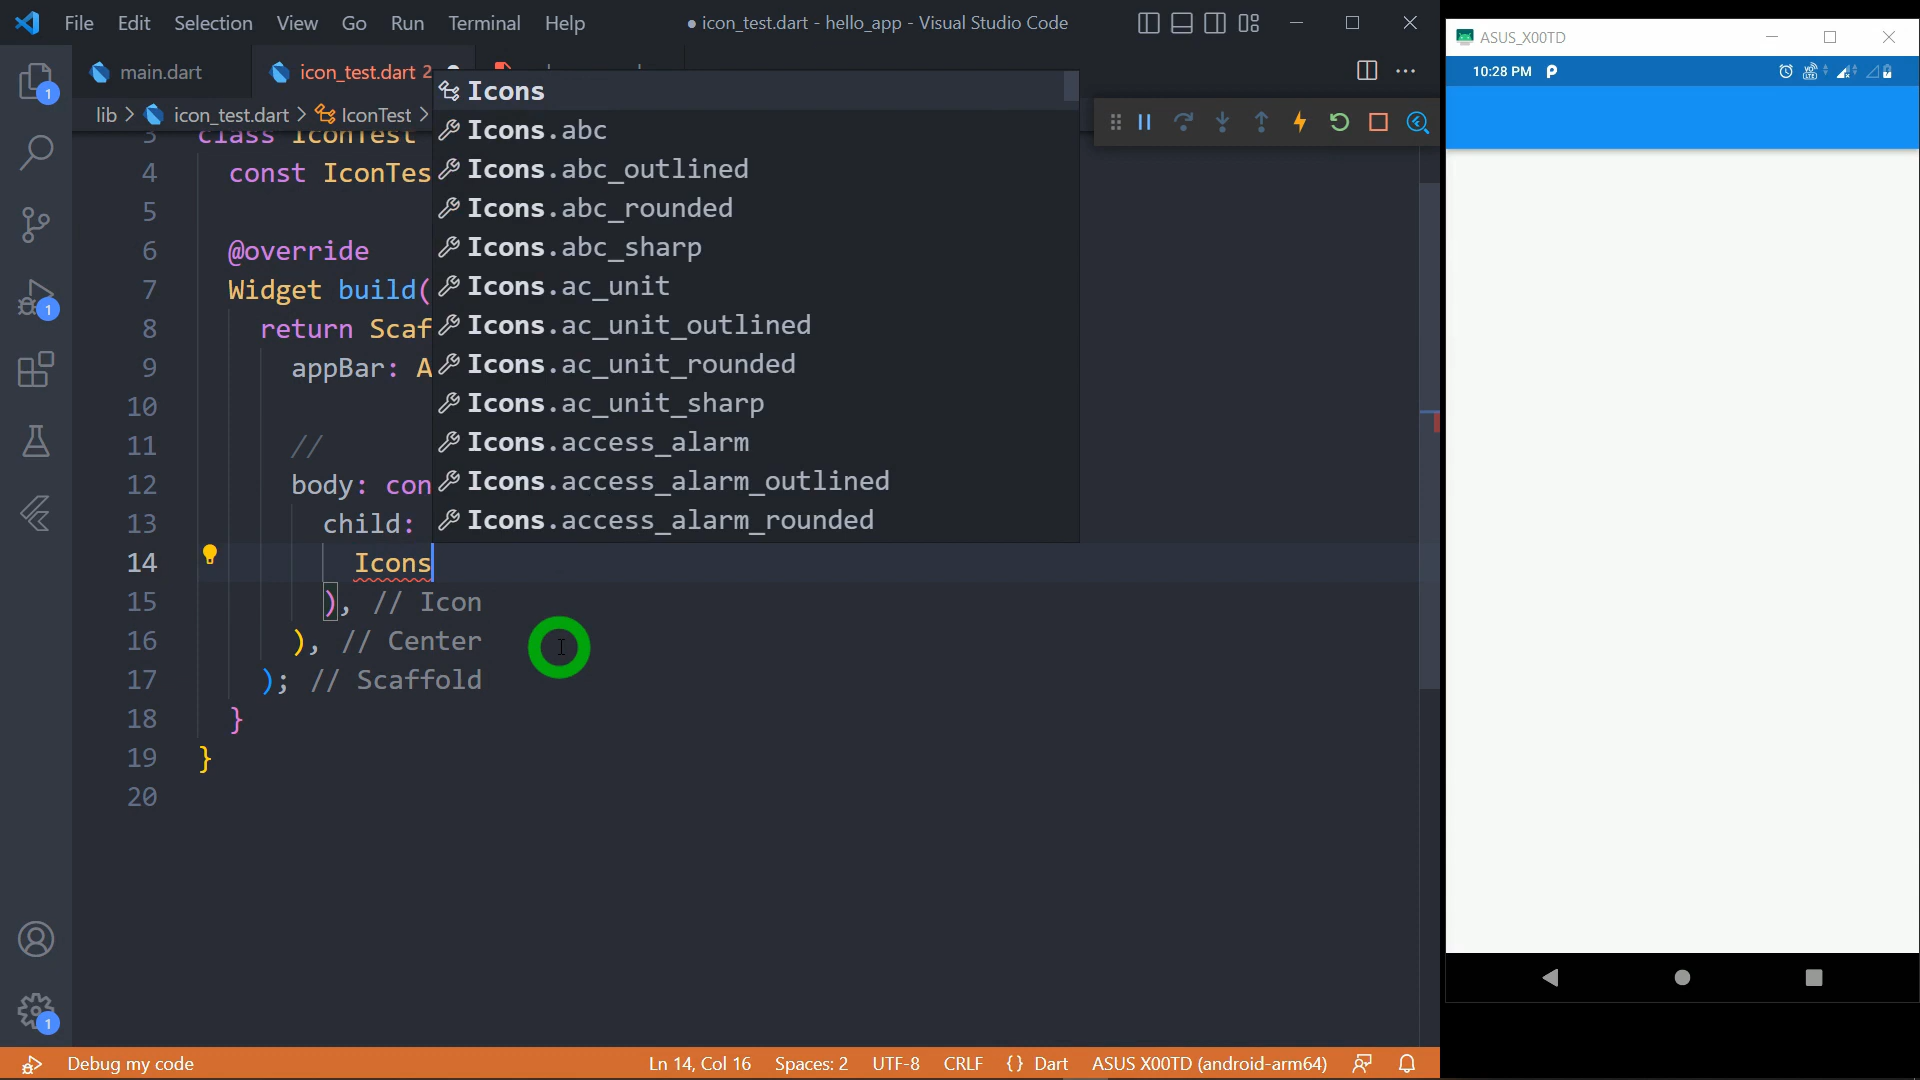 File Edit Selection View Go Run Terminal Help
● icon_test.dart - hello_app - Visual Studio Code
main.dart
icon_test.dart 2
lib > icon_test.dart > IconTest >
3 class IconTest
4 const IconTes
5
6 @override
7 Widget build(
8 return Scaf
9 appBar: A
10
11 //
12 body: con
13 child:
14 Icons
15 ), // Icon
16 ), // Center
17 ); // Scaffold
18 }
19 }
20
Icons
Icons.abc
Icons.abc_outlined
Icons.abc_rounded
Icons.abc_sharp
Icons.ac_unit
Icons.ac_unit_outlined
Icons.ac_unit_rounded
Icons.ac_unit_sharp
Icons.access_alarm
Icons.access_alarm_outlined
Icons.access_alarm_rounded
1
1
1
Debug my code
Ln 14, Col 16 Spaces: 2 UTF-8 CRLF {} Dart ASUS X00TD (android-arm64)
ASUS_X00TD
10:28 PM